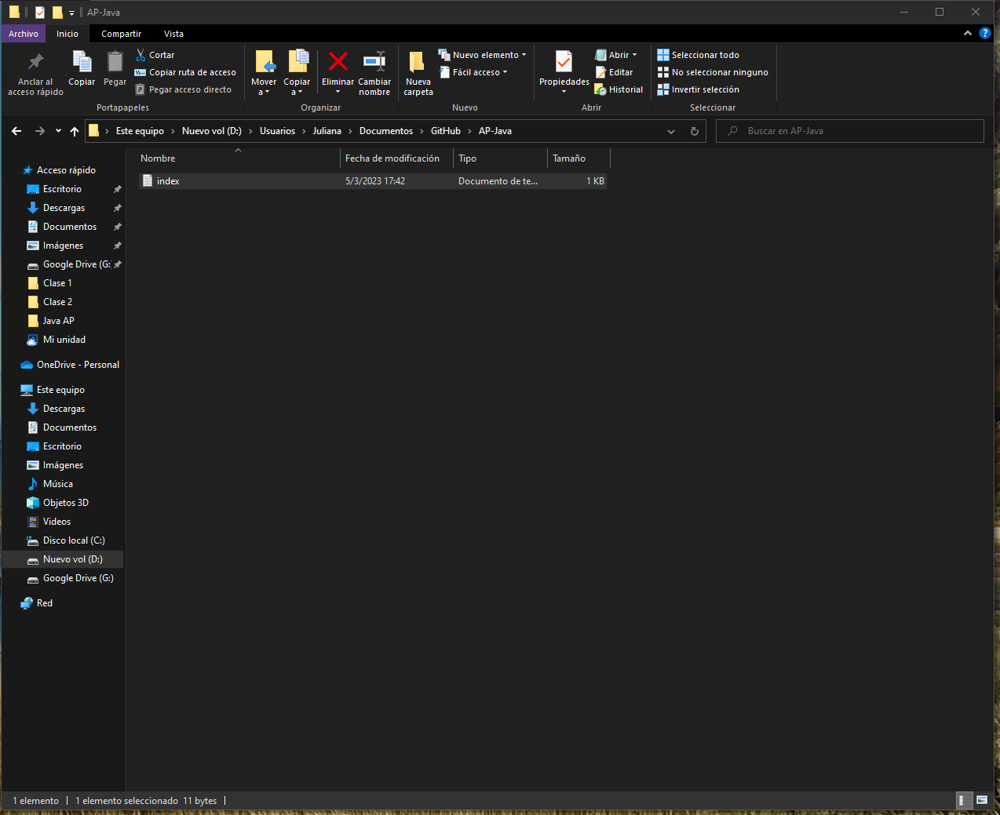 AP-Java
Archivo Inicio Compartir Vista
Anclar al acceso rápido
Copiar
Pegar
Cortar
Copiar ruta de acceso
Pegar acceso directo
Portapapeles
Mover a
Copiar a
Eliminar
Cambiar nombre
Organizar
Nueva carpeta
Nuevo elemento
Fácil acceso
Nuevo
Propiedades
Abrir
Editar
Historial
Abrir
Seleccionar todo
No seleccionar ninguno
Invertir selección
Seleccionar
Este equipo > Nuevo vol (D:) > Usuarios > Juliana > Documentos > GitHub > AP-Java
Buscar en AP-Java
Nombre Fecha de modificación Tipo Tamaño
index 5/3/2023 17:42 Documento de te... 1 KB
Acceso rápido
Escritorio
Descargas
Documentos
Imágenes
Google Drive (G:
Clase 1
Clase 2
Java AP
Mi unidad
OneDrive - Personal
Este equipo
Descargas
Documentos
Escritorio
Imágenes
Música
Objetos 3D
Videos
Disco local (C:)
Nuevo vol (D:)
Google Drive (G:)
Red
1 elemento | 1 elemento seleccionado 11 bytes |